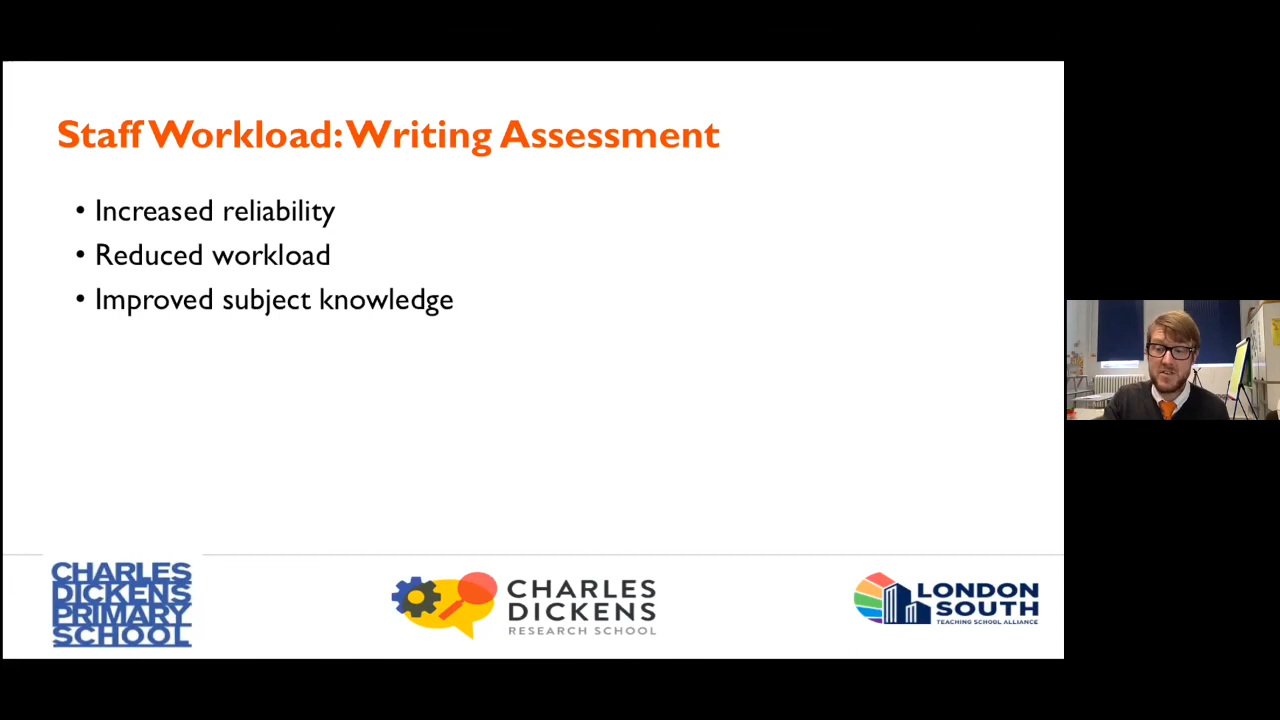 Staff Workload: Writing Assessment
• Increased reliability
• Reduced workload
• Improved subject knowledge
CHARLES
DICKENS
PRIMARY
SCHOOL
CHARLES
DICKENS
RESEARCH SCHOOL
LONDON
SOUTH
TEACHING SCHOOL ALLIANCE